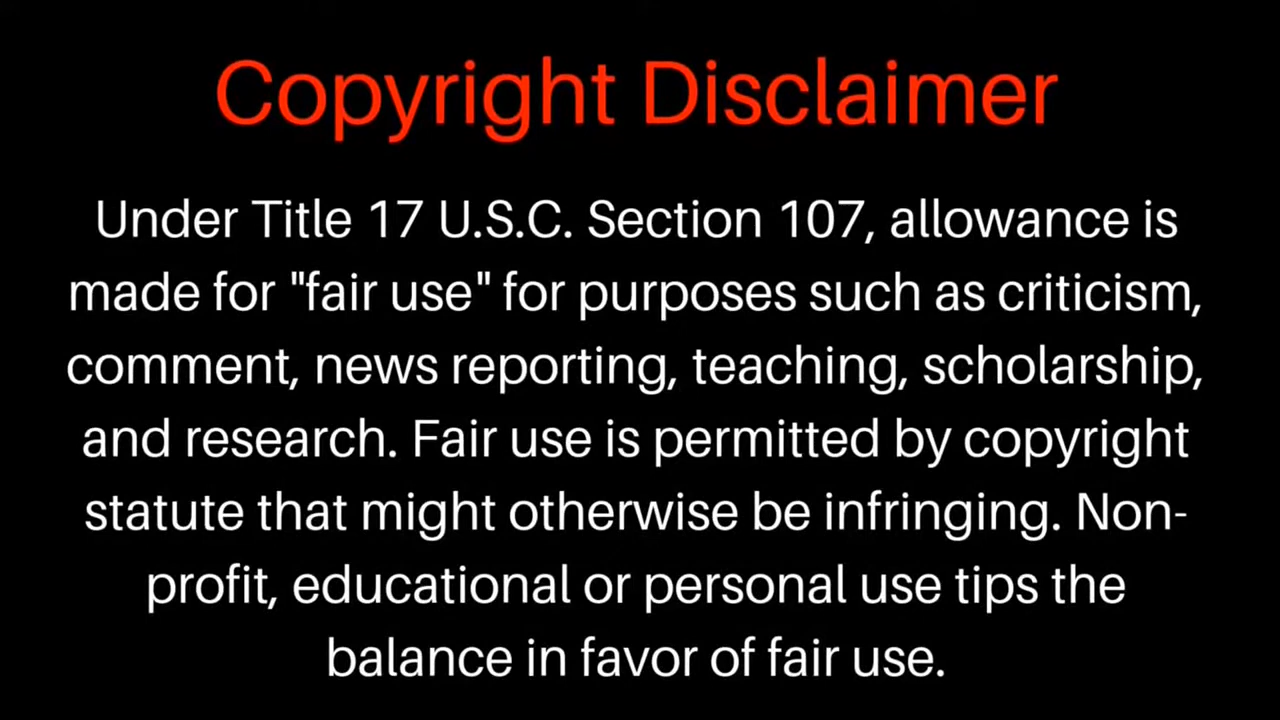 Copyright Disclaimer
Under Title 17 U.S.C. Section 107, allowance is
made for "fair use" for purposes such as criticism,
comment, news reporting, teaching, scholarship,
and research. Fair use is permitted by copyright
statute that might otherwise be infringing. Non-
profit, educational or personal use tips the
balance in favor of fair use.